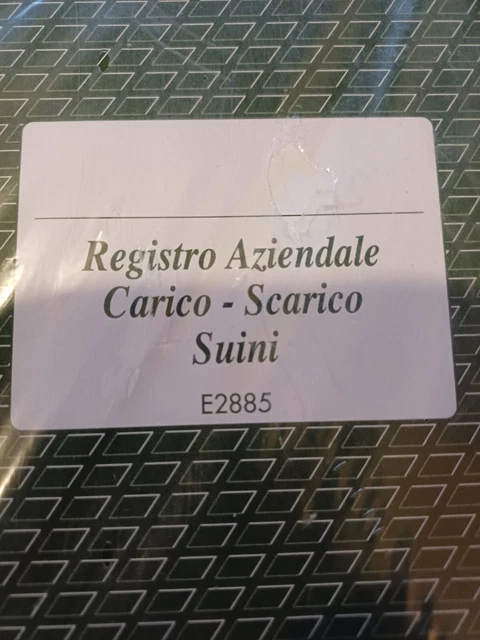 Registro Aziendale
Carico - Scarico
Suini
E2885